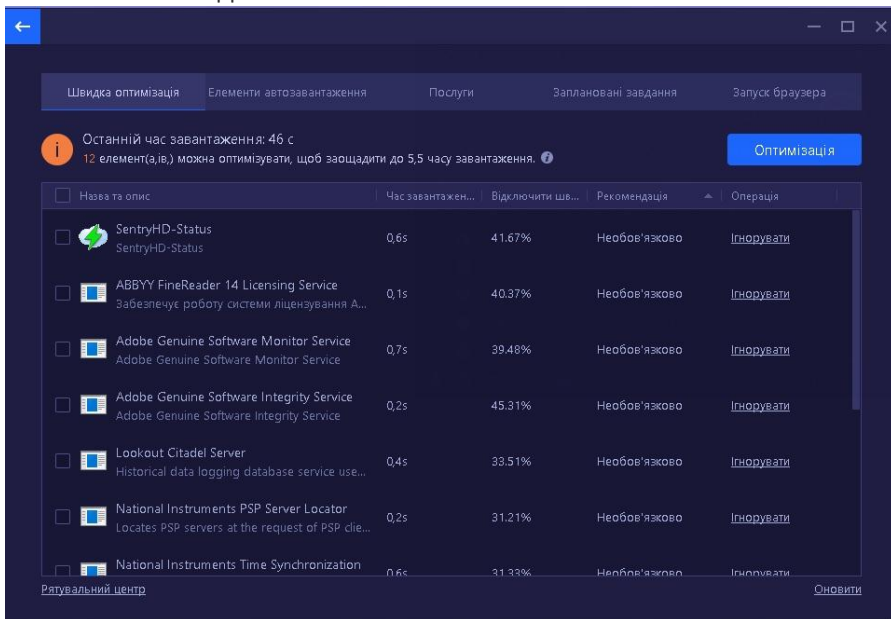 Швидка оптимізація Елементи автозавантаження Послуги Заплановані завдання Запуск браузера
Останній час завантаження: 46 с
12 елемент(а,ів,) можна оптимізувати, щоб заощадити до 5,5 часу завантаження.
Оптимізація
Назва та опис Час завантажен... Відключити шв... Рекомендація Операція
SentryHD-Status
SentryHD-Status
0,6s 41.67% Необов'язково Ігнорувати
ABBYY FineReader 14 Licensing Service
Забезпечує роботу системи ліцензування A...
0,1s 40.37% Необов'язково Ігнорувати
Adobe Genuine Software Monitor Service
Adobe Genuine Software Monitor Service
0,7s 39.48% Необов'язково Ігнорувати
Adobe Genuine Software Integrity Service
Adobe Genuine Software Integrity Service
0,2s 45.31% Необов'язково Ігнорувати
Lookout Citadel Server
Historical data logging database service use...
0,4s 33.51% Необов'язково Ігнорувати
National Instruments PSP Server Locator
Locates PSP servers at the request of PSP clie...
0,2s 31.21% Необов'язково Ігнорувати
National Instruments Time Synchronization
0,6s 31.33% Необов'язково Ігнорувати
Рятувальний центр Оновити